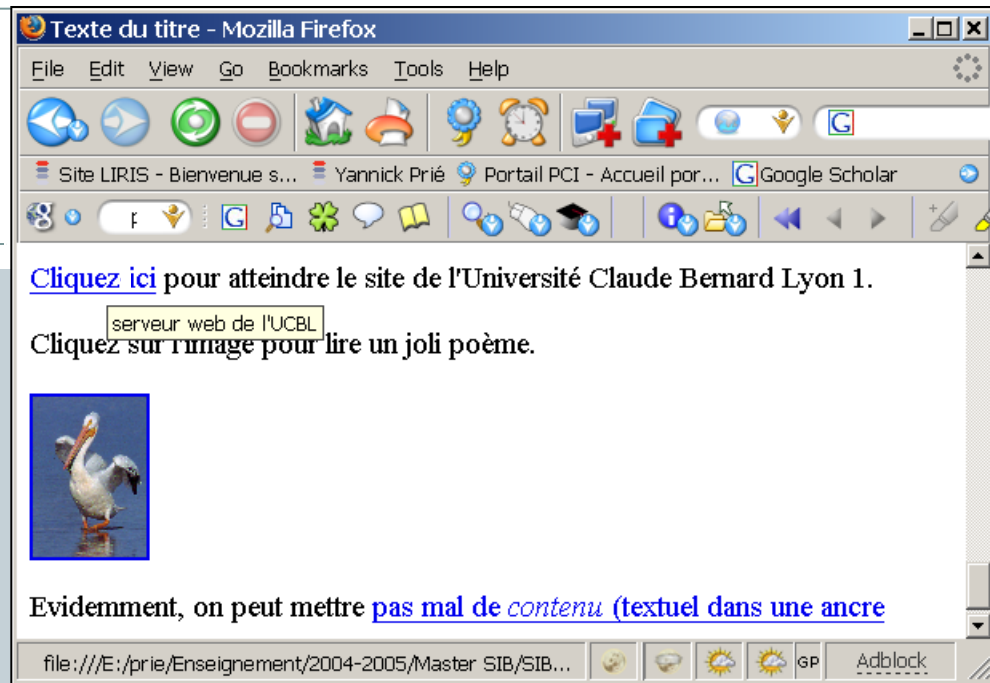 Texte du titre - Mozilla Firefox
File Edit View Go Bookmarks Tools Help
G
Site LIRIS - Bienvenue s... Yannick Prié Portail PCI - Accueil por... G Google Scholar
G
Cliquez ici pour atteindre le site de l'Université Claude Bernard Lyon 1.
serveur web de l'UCBL
Cliquez sur l'image pour lire un joli poème.
Evidemment, on peut mettre pas mal de contenu (textuel dans une ancre
file:///E:/prie/Enseignement/2004-2005/Master SIB/SIB... GP Adblock